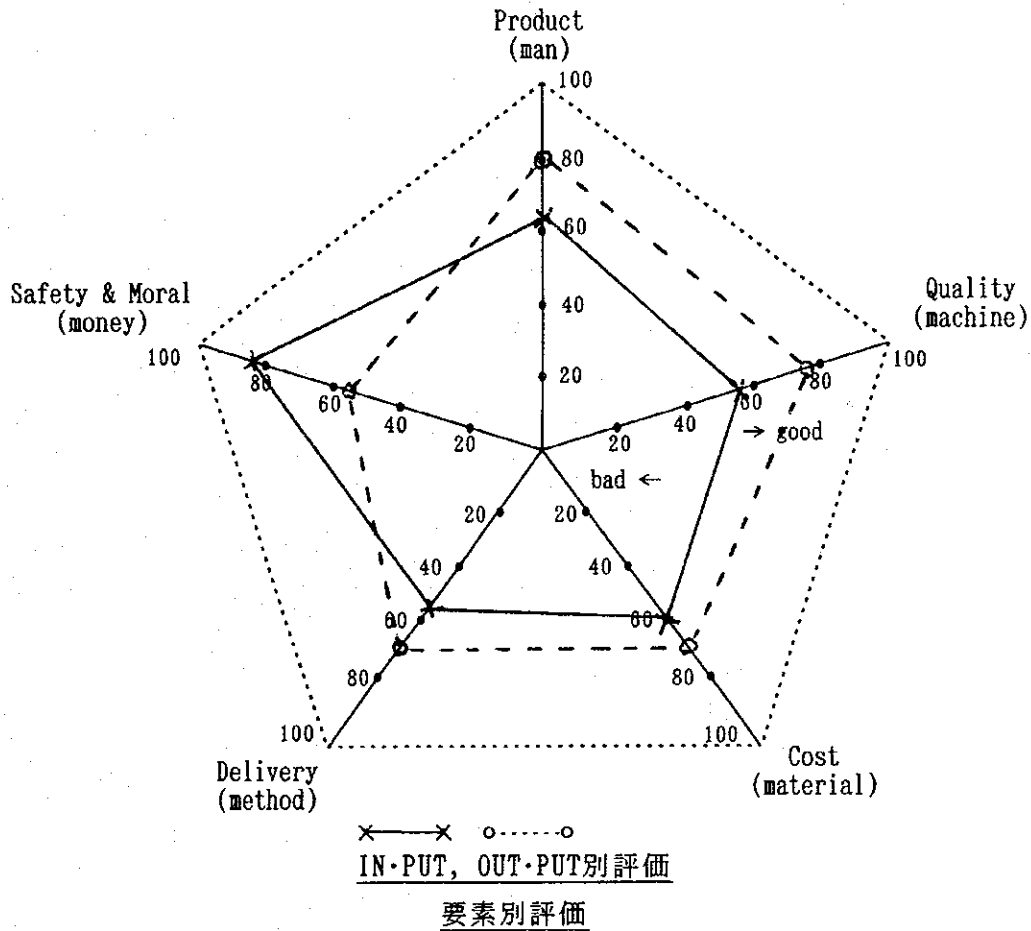 Product
(man)
100
80
60
40
20
Safety & Moral
(money)
100
80
60
40
20
Quality
(machine)
100
80
60
40
20
→ good
bad ←
20
40
60
80
100
Delivery
(method)
20
40
60
80
100
Cost
(material)
IN・PUT, OUT・PUT別評価
要素別評価